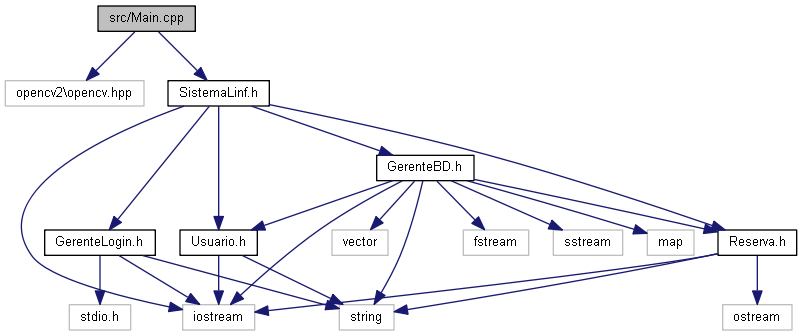 src/Main.cpp
opencv2\opencv.hpp
SistemaLinf.h
GerenteBD.h
GerenteLogin.h
Usuario.h
vector
fstream
sstream
map
Reserva.h
stdio.h
iostream
string
ostream